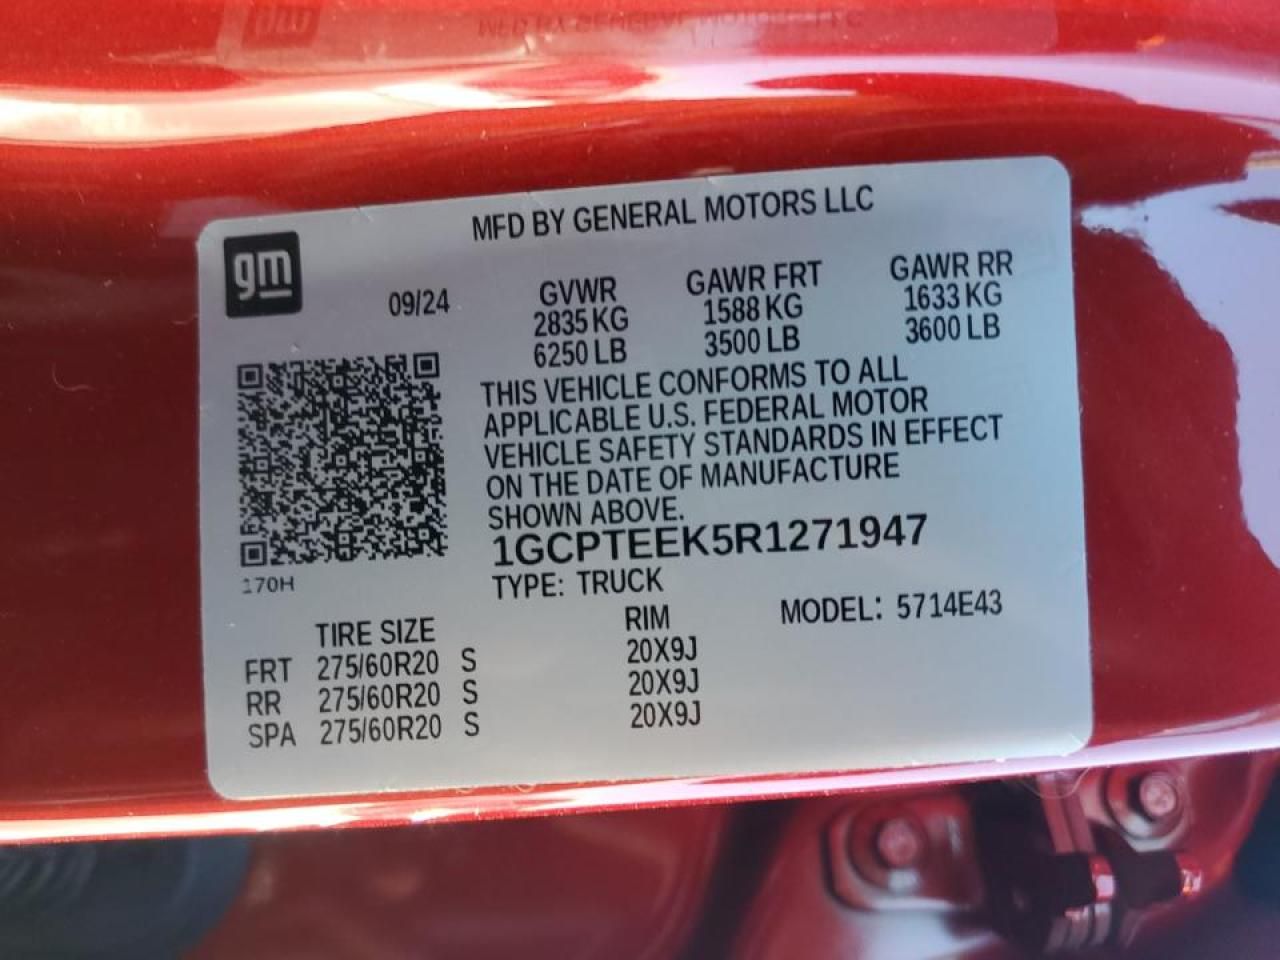 MFD BY GENERAL MOTORS LLC
gm
09/24
GVWR GAWR FRT GAWR RR
2835 KG 1588 KG 1633 KG
6250 LB 3500 LB 3600 LB
THIS VEHICLE CONFORMS TO ALL
APPLICABLE U.S. FEDERAL MOTOR
VEHICLE SAFETY STANDARDS IN EFFECT
ON THE DATE OF MANUFACTURE
SHOWN ABOVE.
1GCPTEEK5R1271947
170H
TYPE: TRUCK
TIRE SIZE RIM MODEL: 5714E43
FRT 275/60R20 S 20X9J
RR 275/60R20 S 20X9J
SPA 275/60R20 S 20X9J